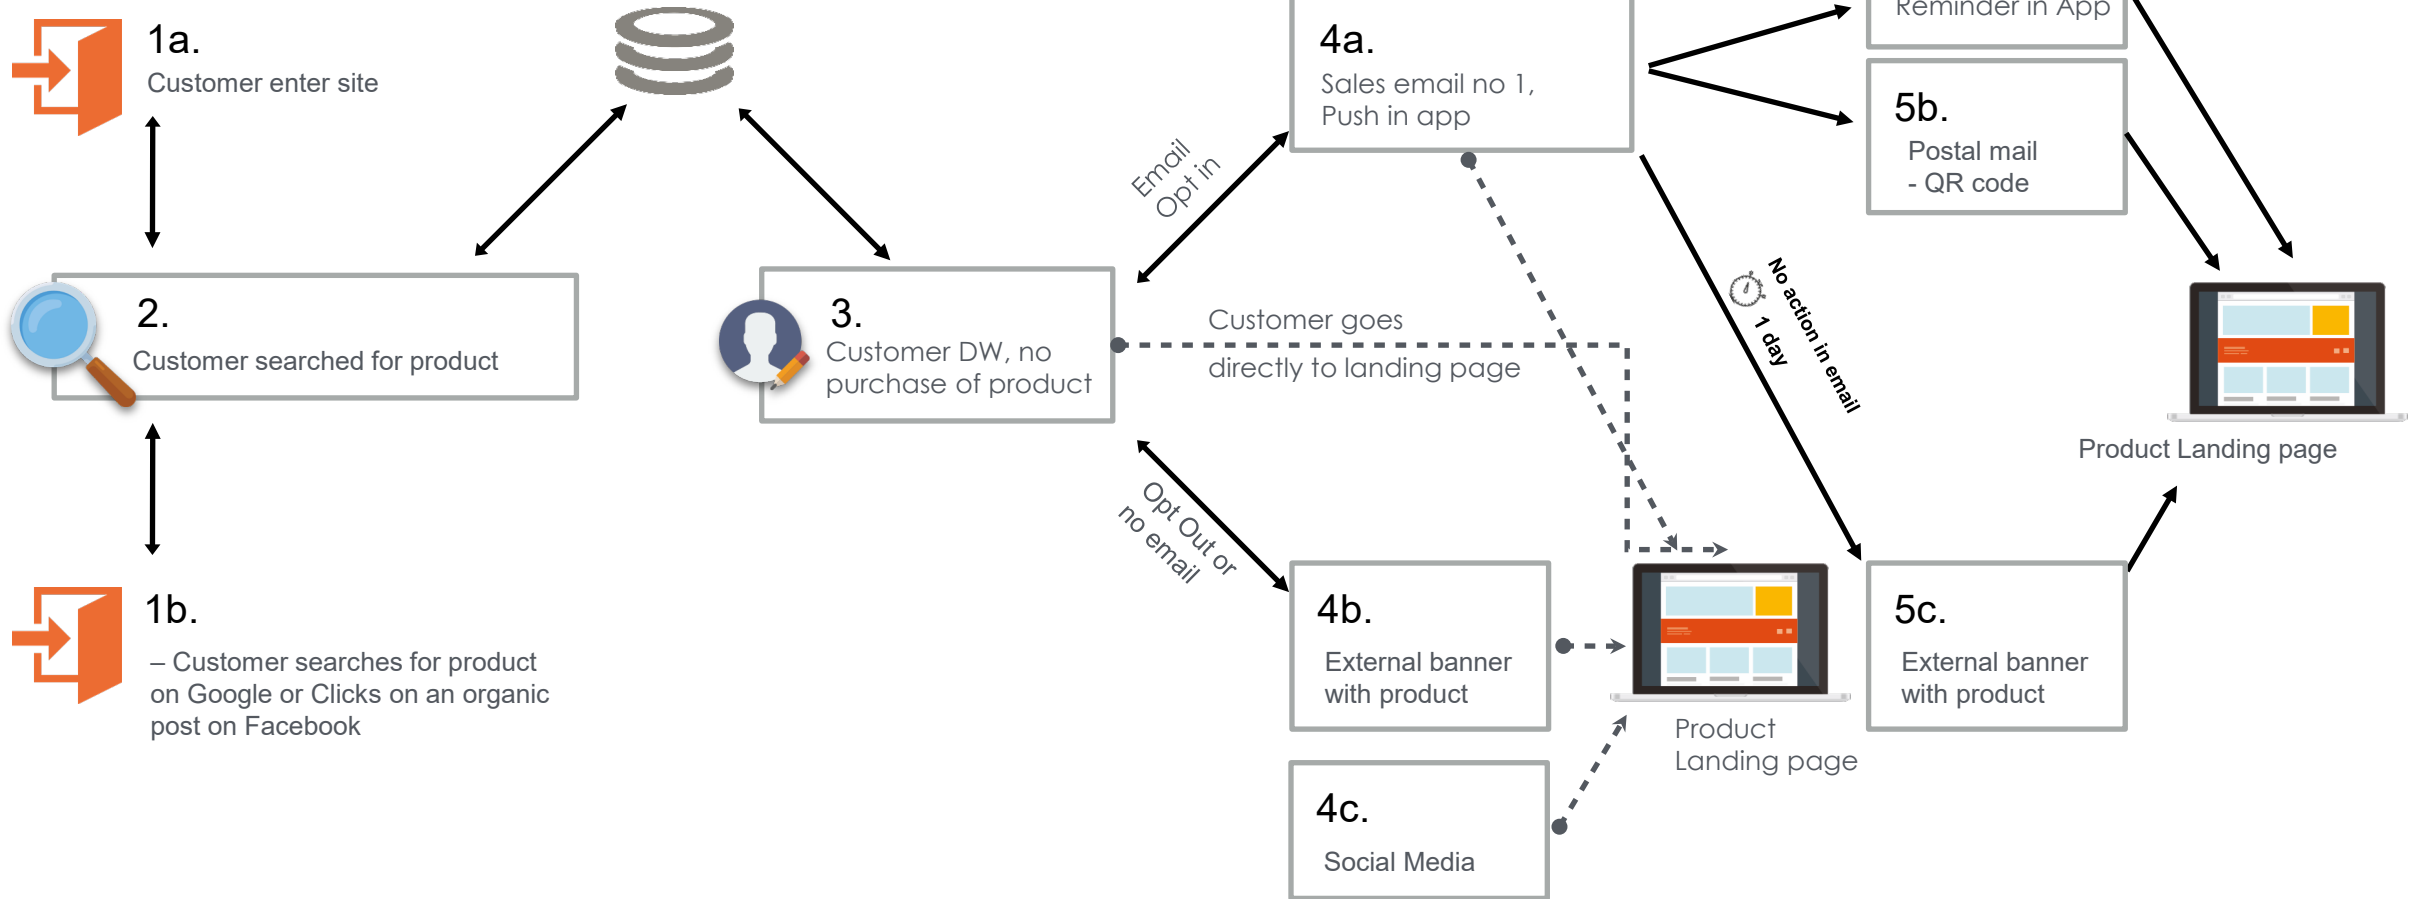 1a.
Customer enter site
2.
Customer searched for product
1b.
– Customer searches for product
on Google or Clicks on an organic
post on Facebook
3.
Customer DW, no
purchase of product
Email
Opt in
Customer goes
directly to landing page
Opt Out or
no email
4a.
Sales email no 1,
Push in app
4b.
External banner
with product
4c.
Social Media
Product
Landing page
No action in email
1 day
Reminder in App
5b.
Postal mail
- QR code
5c.
External banner
with product
Product Landing page